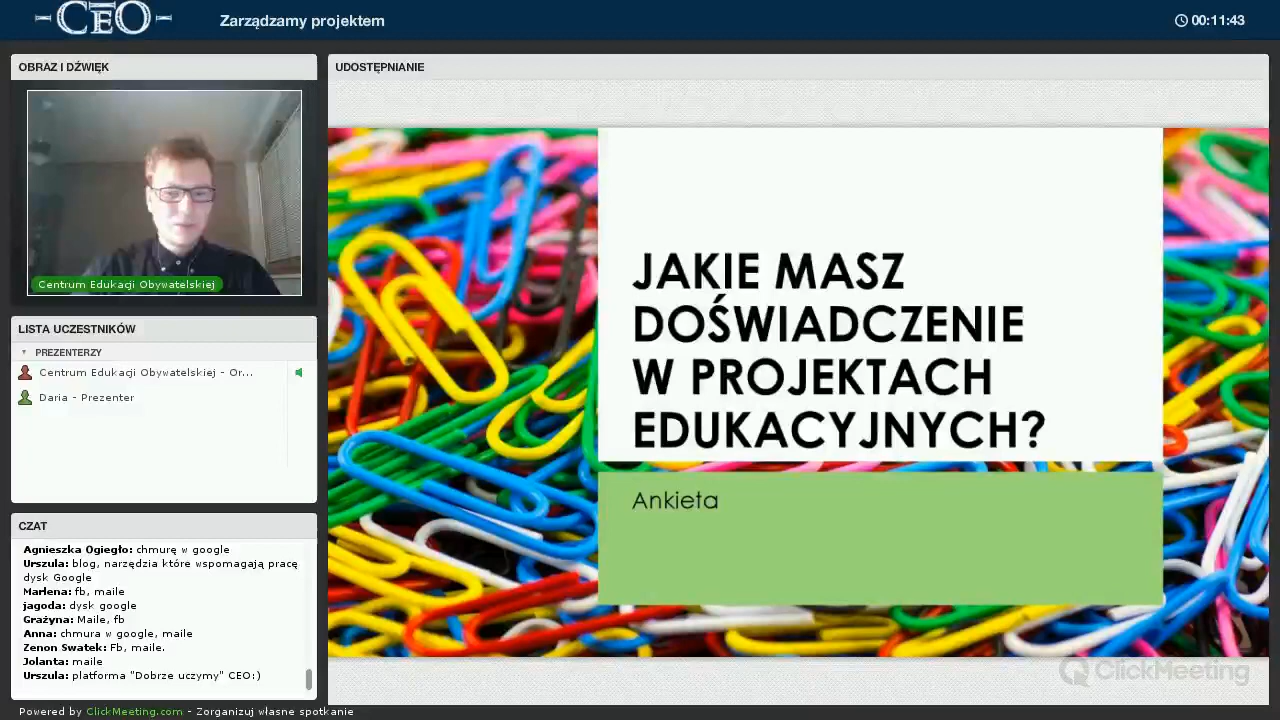 CEO
Zarządzamy projektem
00:11:43
OBRAZ I DŹWIĘK
Centrum Edukacji Obywatelskiej
LISTA UCZESTNIKÓW
PREZENTERZY
Centrum Edukacji Obywatelskiej - Or...
Daria - Prezenter
CZAT
Agnieszka Ogiegło: chmurę w google
Urszula: blog, narzędzia które wspomagają pracę
dysk Google
Marlena: fb, maile
jagoda: dysk google
Grażyna: Maile, fb
Anna: chmura w google, maile
Zenon Swatek: Fb, maile.
Jolanta: maile
Urszula: platforma "Dobrze uczymy" CEO:)
Powered by ClickMeeting.com - Zorganizuj własne spotkanie
UDOSTĘPNIANIE
JAKIE MASZ
DOŚWIADCZENIE
W PROJEKTACH
EDUKACYJNYCH?
Ankieta
ClickMeeting